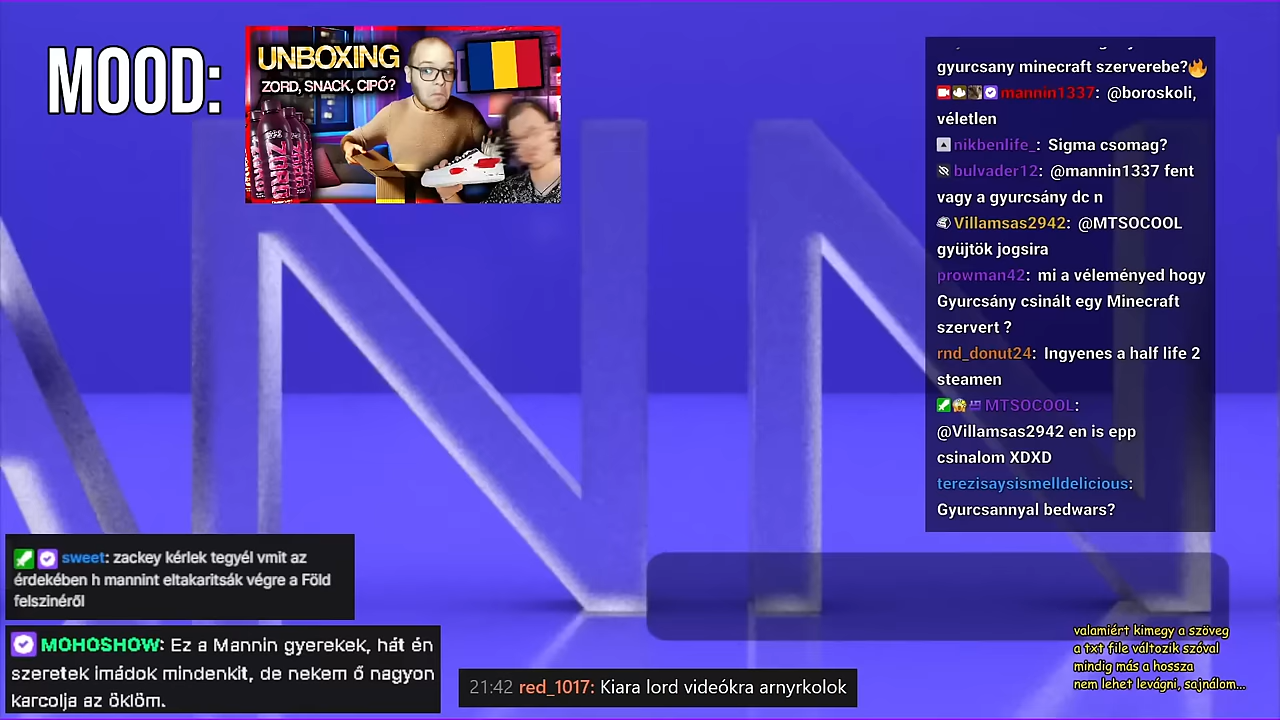 MOOD:
UNBOXING
ZORD, SNACK, CIPŐ?
ZORD
gyurcsany minecraft szerverebe?🔥
mannin1337: @boroskoli,
véletlen
nikbenlife_: Sigma csomag?
bulvader12: @mannin1337 fent
vagy a gyurcsány dc n
Villamsas2942: @MTSOCOOL
gyüjtök jogsira
prowman42: mi a véleményed hogy
Gyurcsány csinált egy Minecraft
szervert ?
rnd_donut24: Ingyenes a half life 2
steamen
MTSOCOOL:
@Villamsas2942 en is epp
csinalom XDXD
terezisaysismelldelicious:
Gyurcsannyal bedwars?
sweet: zackey kérlek tegyél vmit az
érdekében h mannint eltakaritsák végre a Föld
felszinéről
MOHOSHOW: Ez a Mannin gyerekek, hát én
szeretek imádok mindenkit, de nekem ő nagyon
karcolja az öklöm.
21:42 red_1017: Kiara lord videókra arnyrkolok
valamiért kimegy a szöveg
a txt file változik szóval
mindig más a hossza
nem lehet levágni, sajnálom...